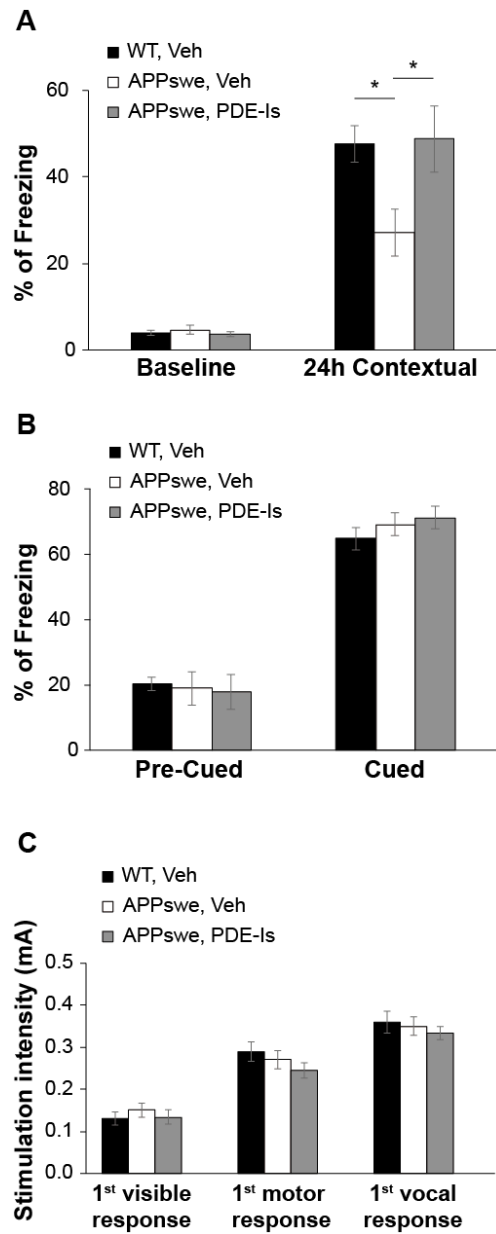 A
WT, Veh
APPswe, Veh
APPswe, PDE-Is
* *
60
40
20
0
% of Freezing
Baseline 24h Contextual
B
WT, Veh
APPswe, Veh
APPswe, PDE-Is
80
60
40
20
0
% of Freezing
Pre-Cued Cued
C
WT, Veh
APPswe, Veh
APPswe, PDE-Is
0.5
0.4
0.3
0.2
0.1
0.0
Stimulation intensity (mA)
1st visible 1st motor 1st vocal
response response response